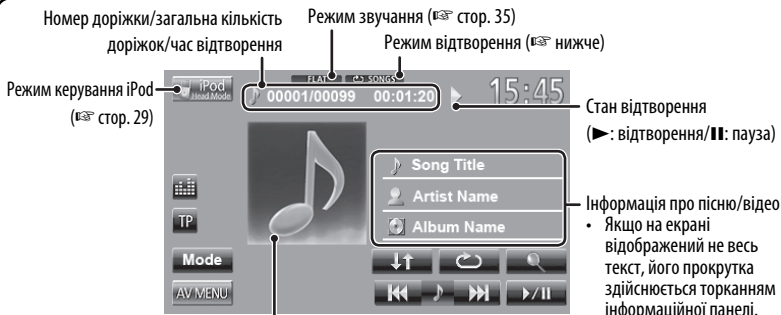 Номер доріжки/загальна кількість
доріжок/час відтворення
Режим звучання (☞ стор. 35)
Режим відтворення (☞ нижче)
Режим керування iPod
(☞ стор. 29)
iPod
Head Mode
FLAT
SONGS
00001/00099 00:01:20
15:45
Стан відтворення
(►: відтворення/II: пауза)
Song Title
Artist Name
Album Name
Інформація про пісню/відео
• Якщо на екрані
відображений не весь
текст, його прокрутка
здійснюється торканням
інформаційної панелі.
TP
Mode
AV MENU